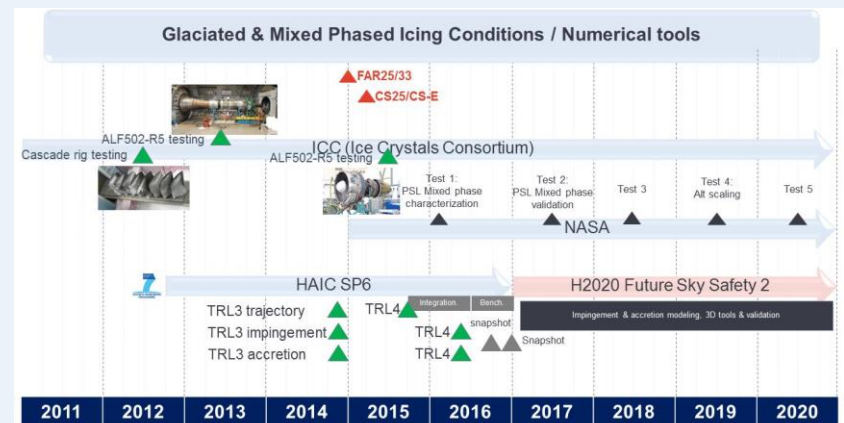 Glaciated & Mixed Phased Icing Conditions / Numerical tools
FAR25/33
CS25/CS-E
ALF502-R5 testing
ICC (Ice Crystals Consortium)
Cascade rig testing
ALF502-R5 testing
Test 1:
PSL Mixed phase
characterization
Test 2:
PSL Mixed phase
validation
Test 3
Test 4:
Alt scaling
Test 5
NASA
7
HAIC SP6
H2020 Future Sky Safety 2
Integration.
Bench.
TRL3 trajectory
TRL4
Impingement & accretion modeling, 3D tools & validation
snapshot
TRL3 impingement
TRL4
Snapshot
TRL3 accretion
TRL4
2011
2012
2013
2014
2015
2016
2017
2018
2019
2020